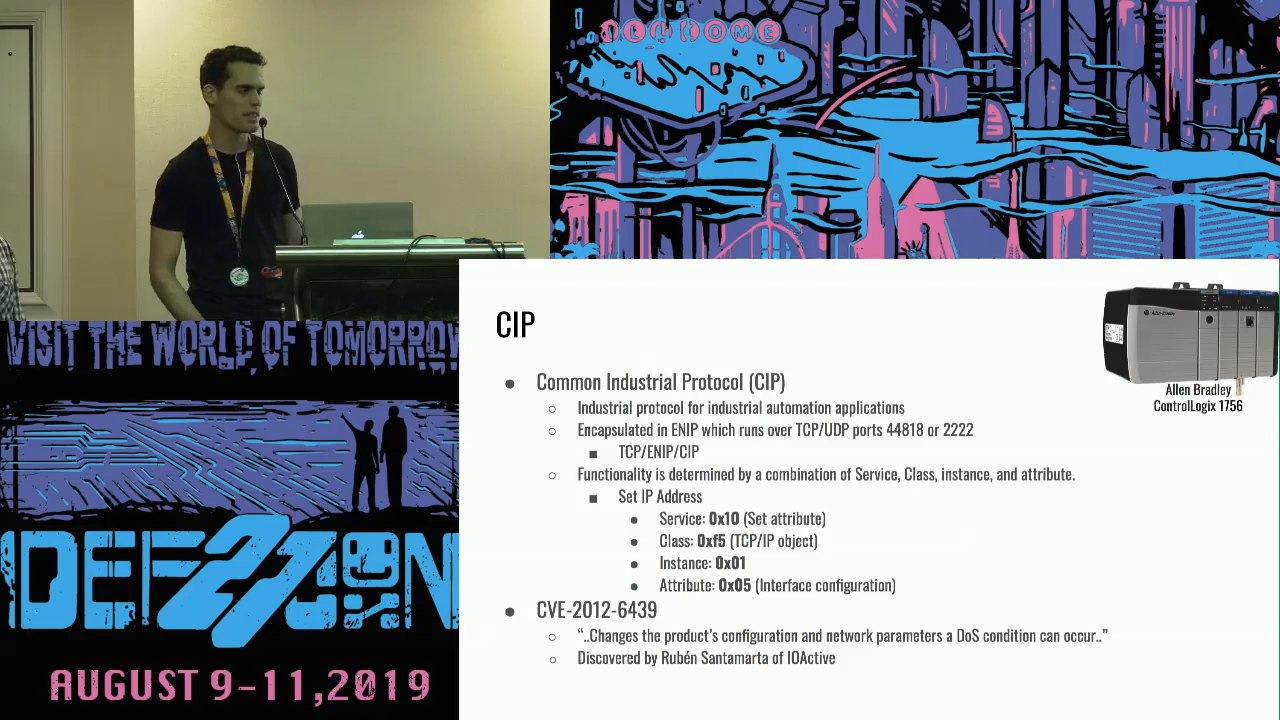 WELCOME
VISIT THE WORLD OF TOMORROW
DEF CON 27
AUGUST 9-11,2019
CIP
Allen-Bradley
Allen Bradley
ControlLogix 1756
● Common Industrial Protocol (CIP)
○ Industrial protocol for industrial automation applications
○ Encapsulated in ENIP which runs over TCP/UDP ports 44818 or 2222
■ TCP/ENIP/CIP
○ Functionality is determined by a combination of Service, Class, instance, and attribute.
■ Set IP Address
● Service: 0x10 (Set attribute)
● Class: 0xf5 (TCP/IP object)
● Instance: 0x01
● Attribute: 0x05 (Interface configuration)
● CVE-2012-6439
○ “..Changes the product’s configuration and network parameters a DoS condition can occur..”
○ Discovered by Rubén Santamarta of IOActive